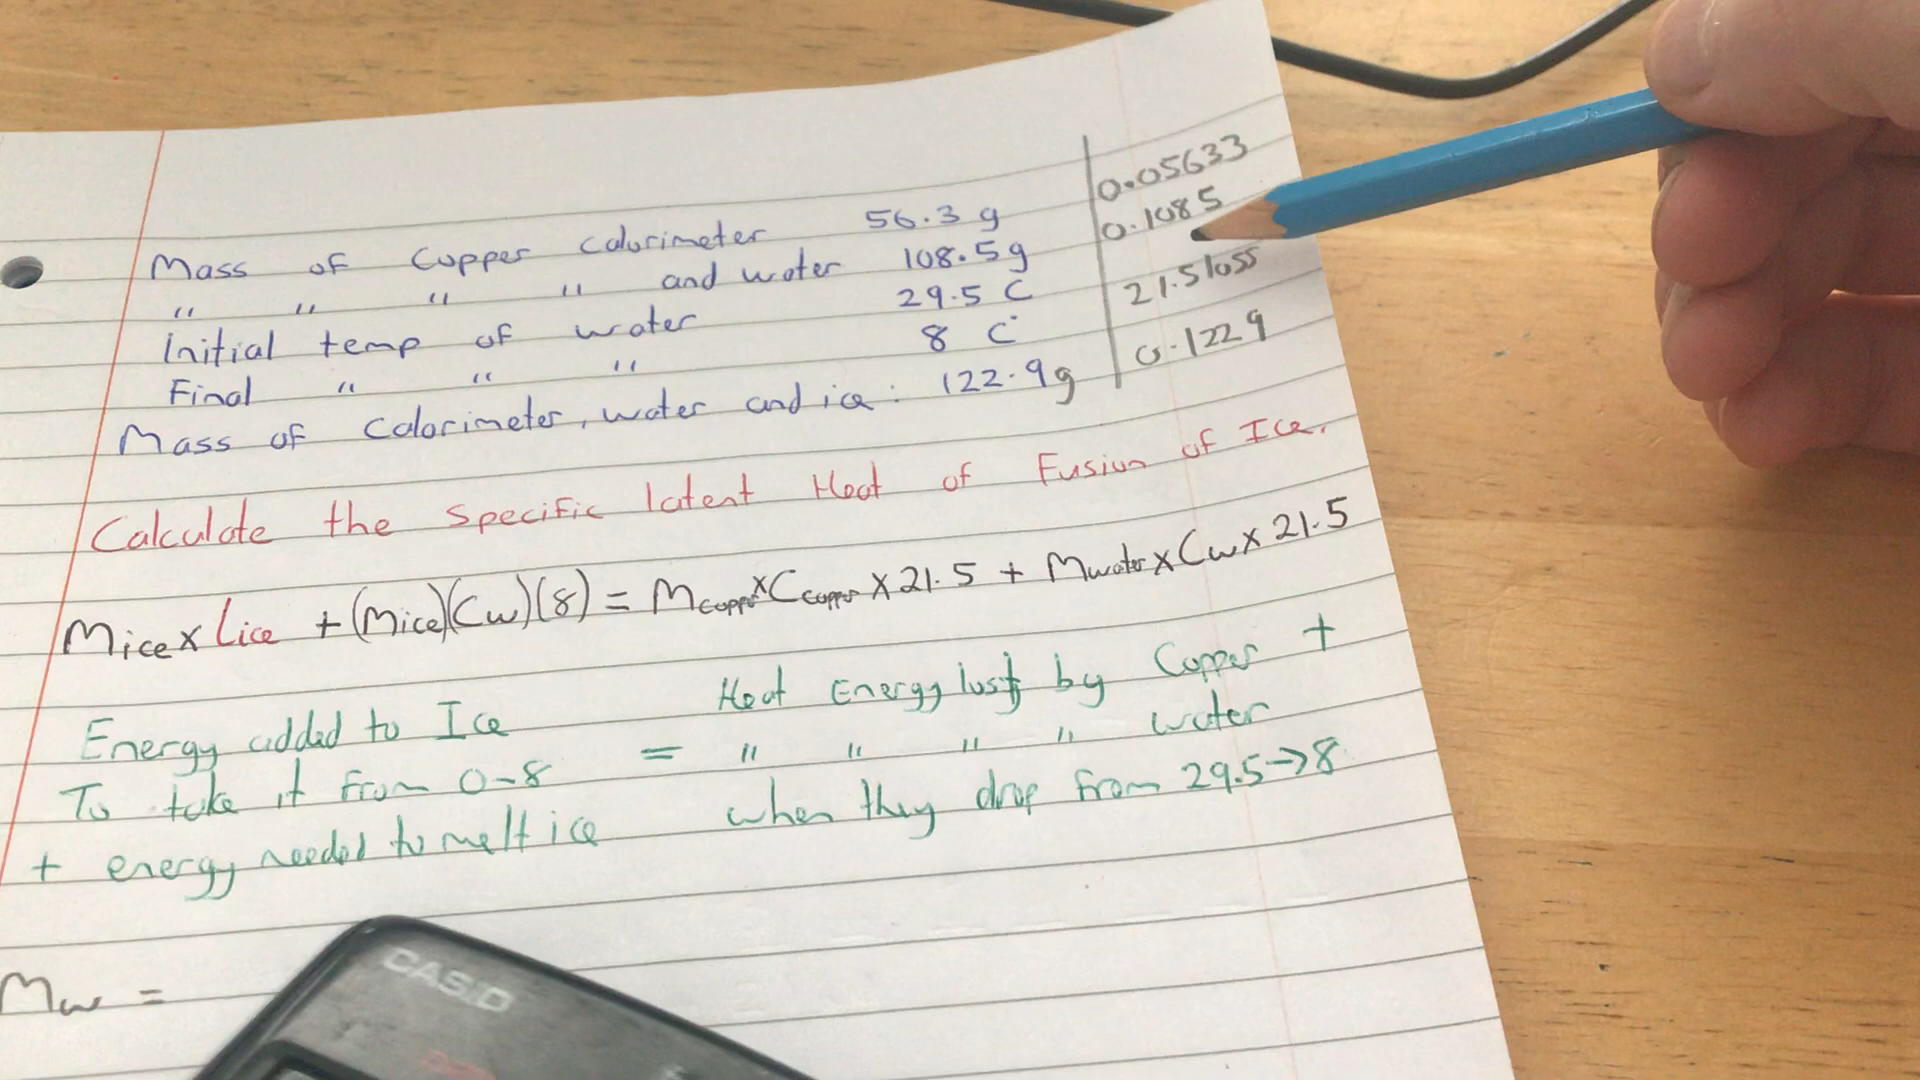 Mass of Copper Calorimeter 56.3 g 0.05633
" " " " and water 108.5g 0.1085
Initial temp of water 29.5 C 21.5 loss
Final " " " 8 C
Mass of Calorimeter, water and ice: 122.9g 0.1229
Calculate the specific latent Heat of Fusion of Ice.
Mice x Lice + (Mice)(Cw)(8) = Mcopper x Ccopper x 21.5 + Mwater x Cw x 21.5
Energy added to Ice = Heat Energy lost by Copper +
To take it from 0-8 " " " " water
+ energy needed to melt ice when they drop from 29.5→8
Mw =
CASIO